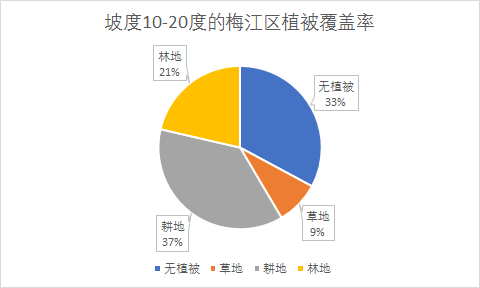 坡度10-20度的梅江区植被覆盖率
林地
21%
无植被
33%
耕地
37%
草地
9%
无植被 草地 耕地 林地